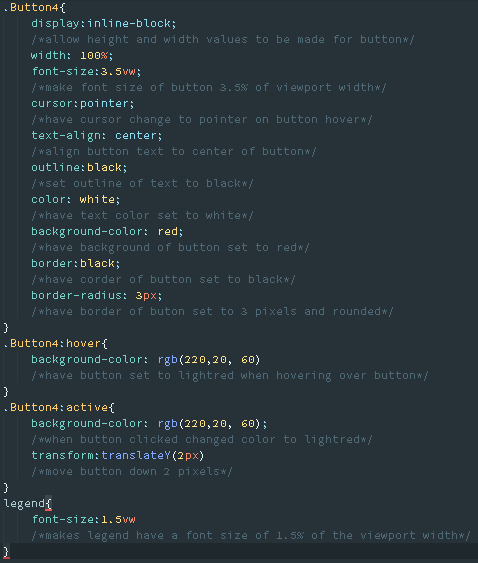 .Button4{
display:inline-block;
/*allow height and width values to be made for button*/
width: 100%;
font-size:3.5vw;
/*make font size of button 3.5% of viewport width*/
cursor:pointer;
/*have cursor change to pointer on button hover*/
text-align: center;
/*align button text to center of button*/
outline:black;
/*set outline of text to black*/
color: white;
/*have text color set to white*/
background-color: red;
/*have background of button set to red*/
border:black;
/*have corder of button set to black*/
border-radius: 3px;
/*have border of buton set to 3 pixels and rounded*/
}
.Button4:hover{
background-color: rgb(220,20, 60)
/*have button set to lightred when hovering over button*/
}
.Button4:active{
background-color: rgb(220,20, 60);
/*when button clicked changed color to lightred*/
transform:translateY(2px)
/*move button down 2 pixels*/
}
legend{
font-size:1.5vw
/*makes legend have a font size of 1.5% of the viewport width*/
}